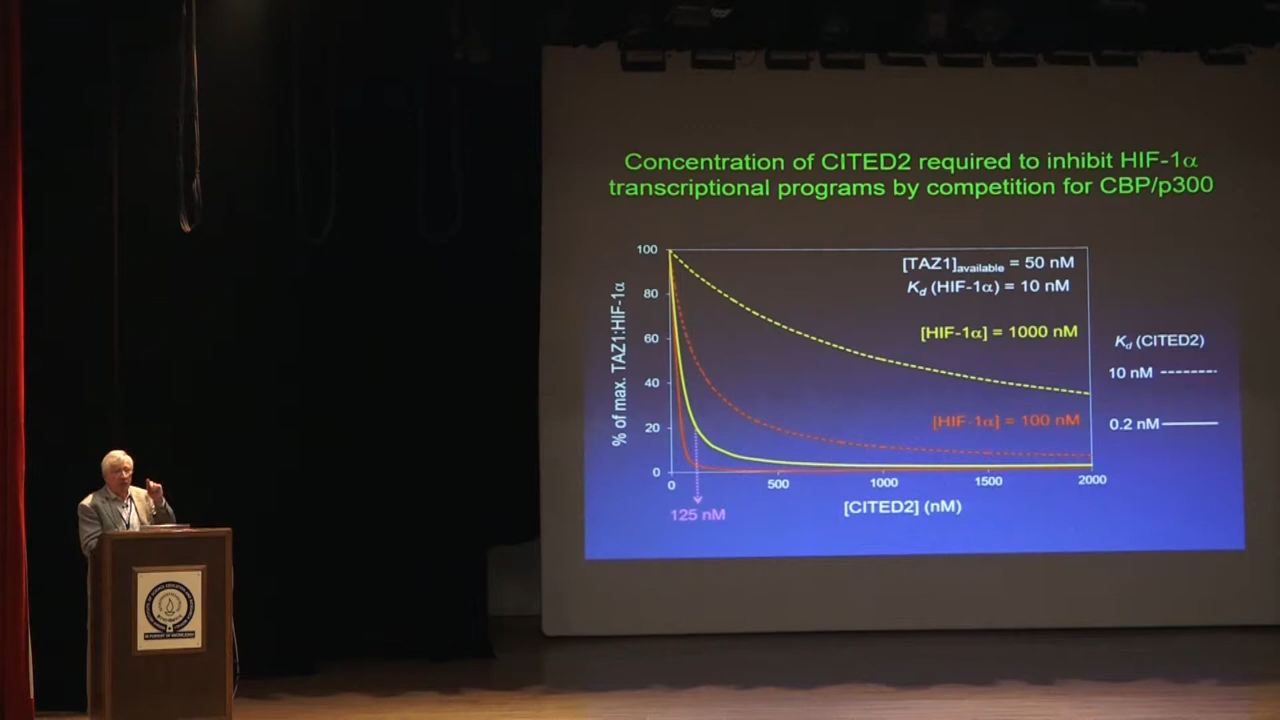 Concentration of CITED2 required to inhibit HIF-1α
transcriptional programs by competition for CBP/p300
100
80
60
40
20
0
% of max. TAZ1:HIF-1α
[TAZ1]available = 50 nM
Kd (HIF-1α) = 10 nM
[HIF-1α] = 1000 nM
[HIF-1α] = 100 nM
Kd (CITED2)
10 nM
0.2 nM
0
500
1000
1500
2000
125 nM
[CITED2] (nM)